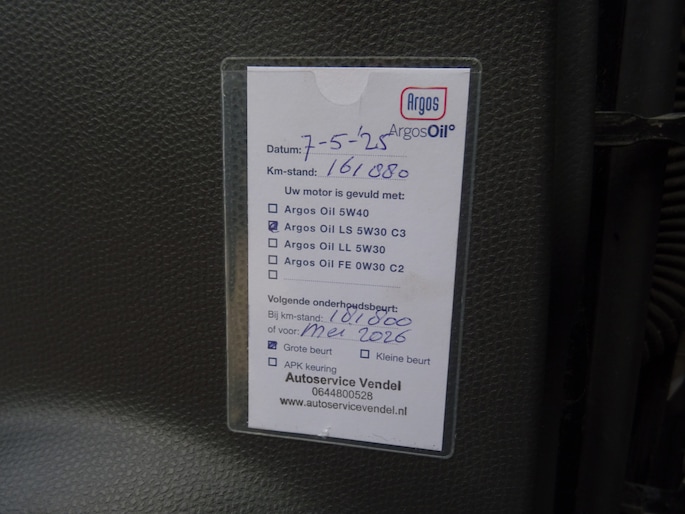 Argos
ArgosOil°
Datum: 7-5-'25
Km-stand: 161880
Uw motor is gevuld met:
Argos Oil 5W40
Argos Oil LS 5W30 C3
Argos Oil LL 5W30
Argos Oil FE 0W30 C2
Volgende onderhoudsbeurt:
Bij km-stand: 181800
of voor: Mei 2026
Grote beurt Kleine beurt
APK keuring
Autoservice Vendel
0644800528
www.autoservicevendel.nl